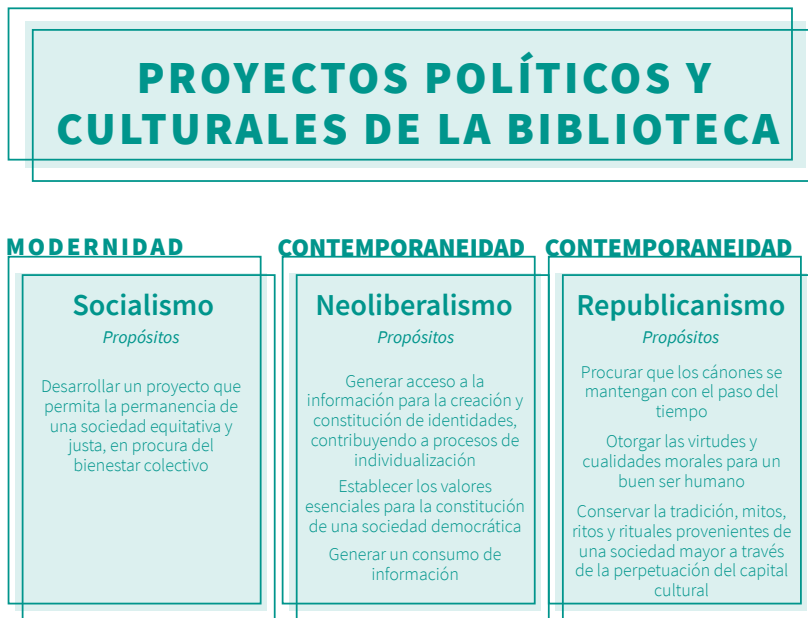 PROYECTOS POLÍTICOS Y
CULTURALES DE LA BIBLIOTECA
MODERNIDAD
Socialismo
Propósitos
Desarrollar un proyecto que
permita la permanencia de
una sociedad equitativa y
justa, en procura del
bienestar colectivo
CONTEMPORANEIDAD
Neoliberalismo
Propósitos
Generar acceso a la
información para la creación y
constitución de identidades,
contribuyendo a procesos de
individualización
Establecer los valores
esenciales para la constitución
de una sociedad democrática
Generar un consumo de
información
CONTEMPORANEIDAD
Republicanismo
Propósitos
Procurar que los cánones se
mantengan con el paso del
tiempo
Otorgar las virtudes y
cualidades morales para un
buen ser humano
Conservar la tradición, mitos,
ritos y rituales provenientes de
una sociedad mayor a través
de la perpetuación del capital
cultural